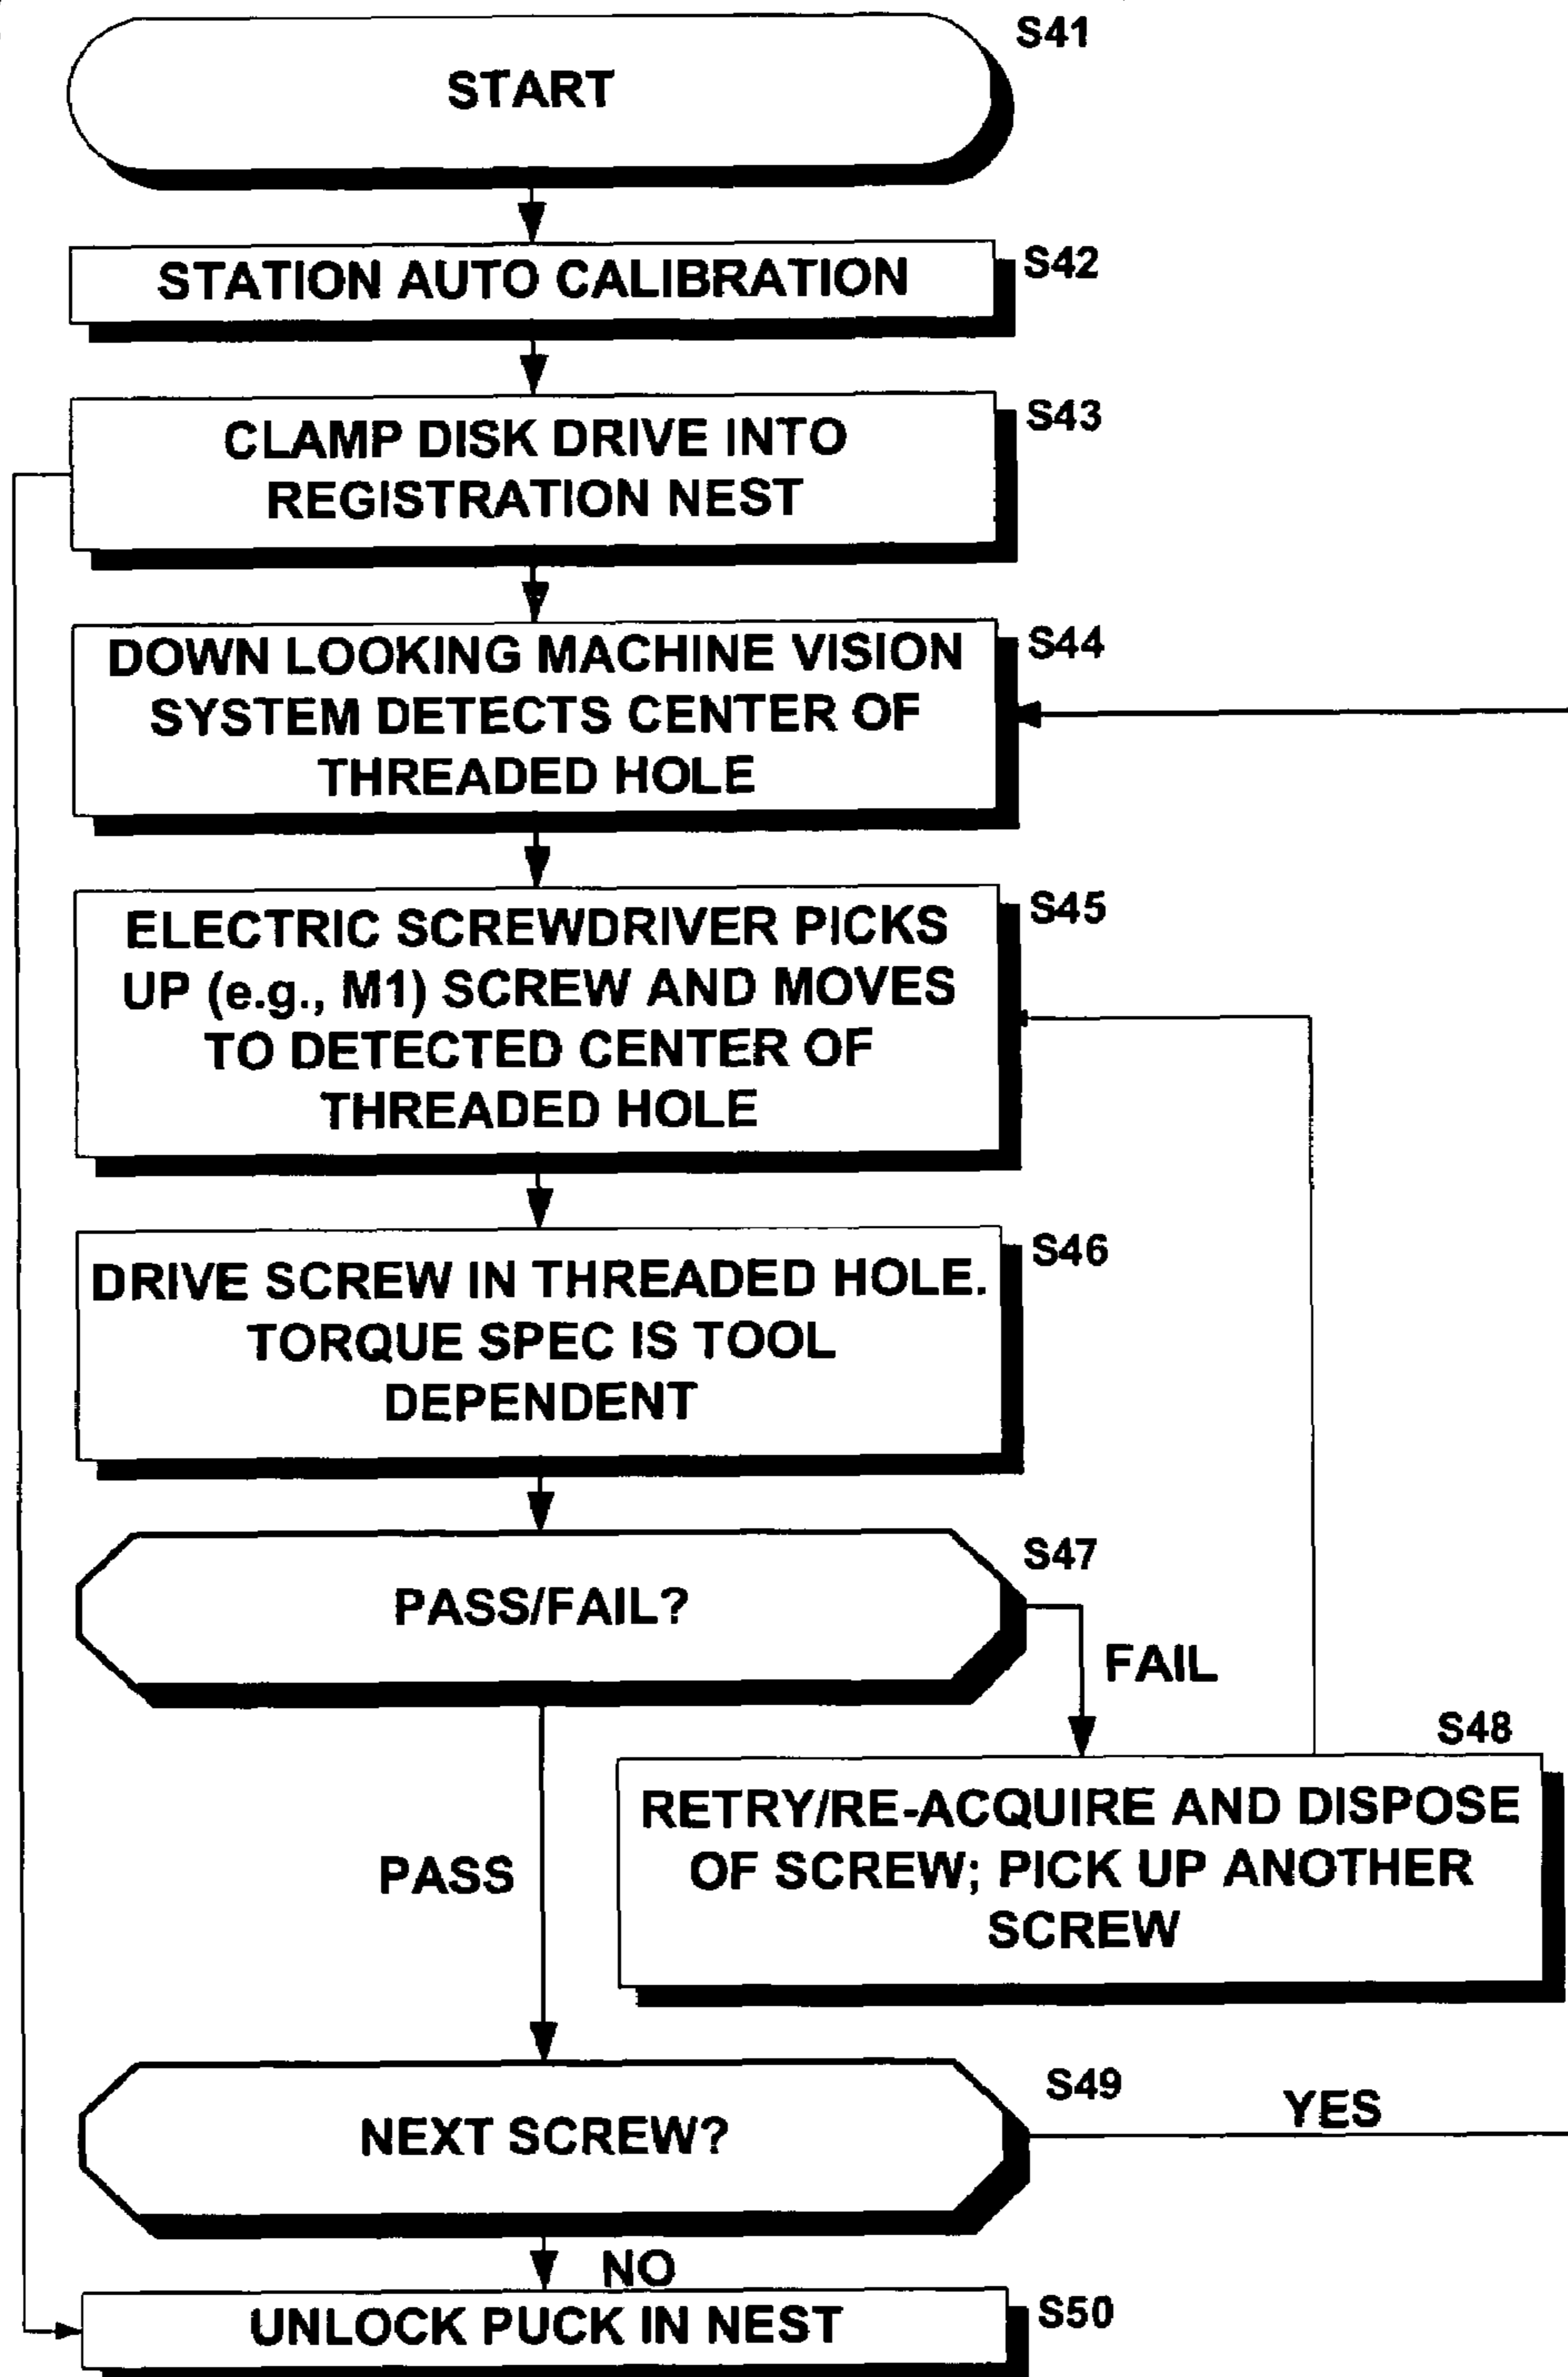 START
S41
STATION AUTO CALIBRATION
S42
CLAMP DISK DRIVE INTO
REGISTRATION NEST
S43
DOWN LOOKING MACHINE VISION
SYSTEM DETECTS CENTER OF
THREADED HOLE
S44
ELECTRIC SCREWDRIVER PICKS
UP (e.g., M1) SCREW AND MOVES
TO DETECTED CENTER OF
THREADED HOLE
S45
DRIVE SCREW IN THREADED HOLE.
TORQUE SPEC IS TOOL
DEPENDENT
S46
PASS/FAIL?
S47
FAIL
S48
RETRY/RE-ACQUIRE AND DISPOSE
OF SCREW; PICK UP ANOTHER
SCREW
PASS
NEXT SCREW?
S49
YES
NO
UNLOCK PUCK IN NEST
S50